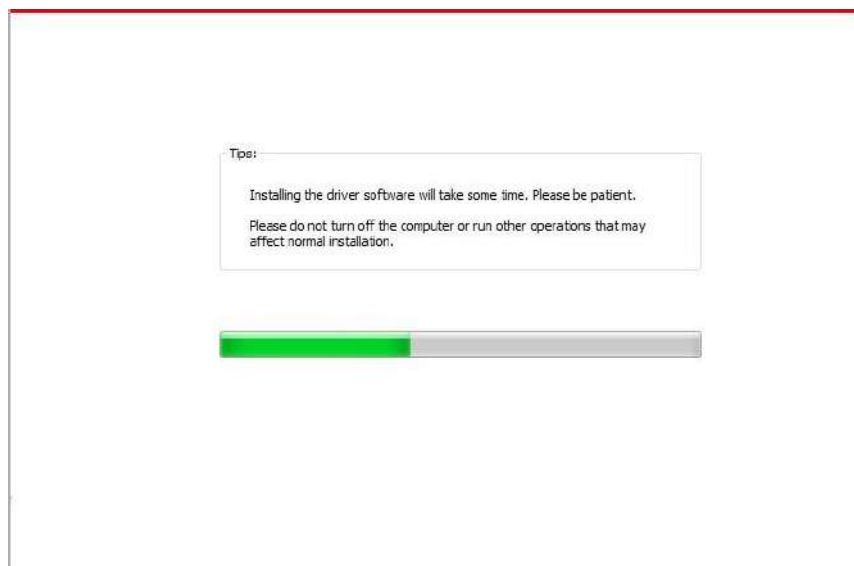 Tips:
Installing the driver software will take some time. Please be patient.
Please do not turn off the computer or run other operations that may
affect normal installation.